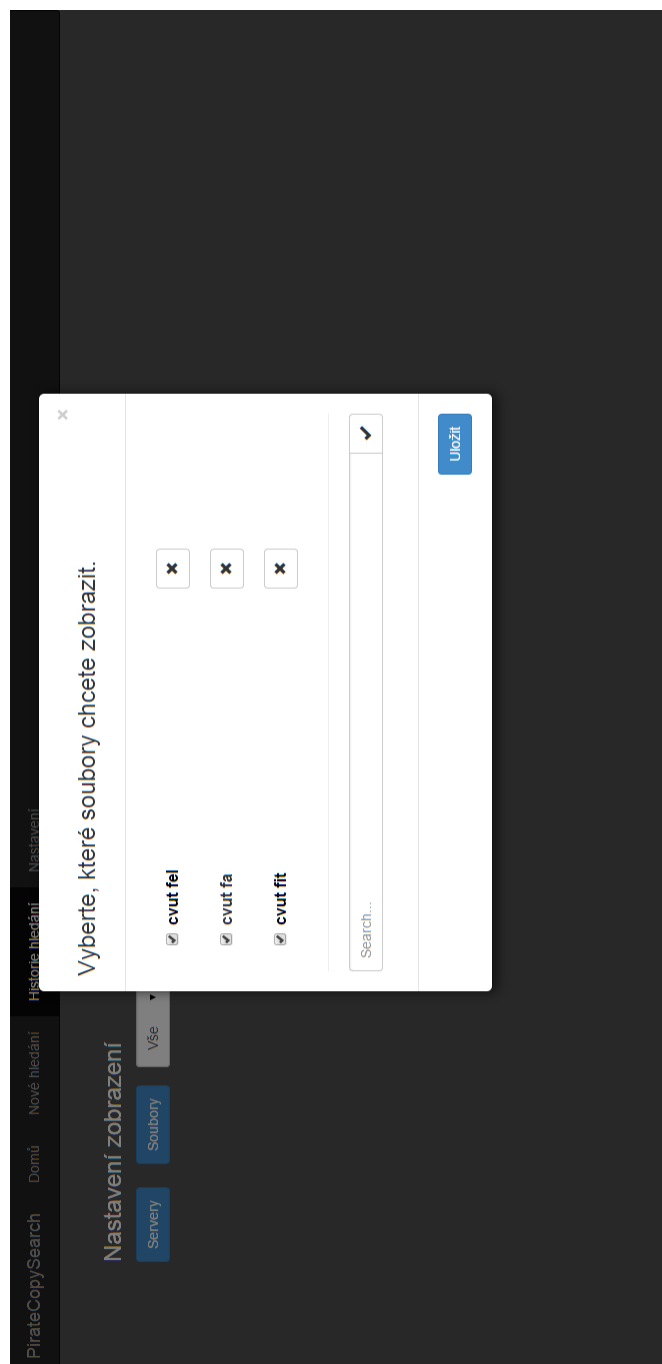 PirateCopySearch Domů Nové hledání Historie hledání Nastavení
Nastavení zobrazení
Servery Soubory Vše
Vyberte, které soubory chcete zobrazit. ×
cvut fel
cvut fa
cvut fit
Search...
Uložit